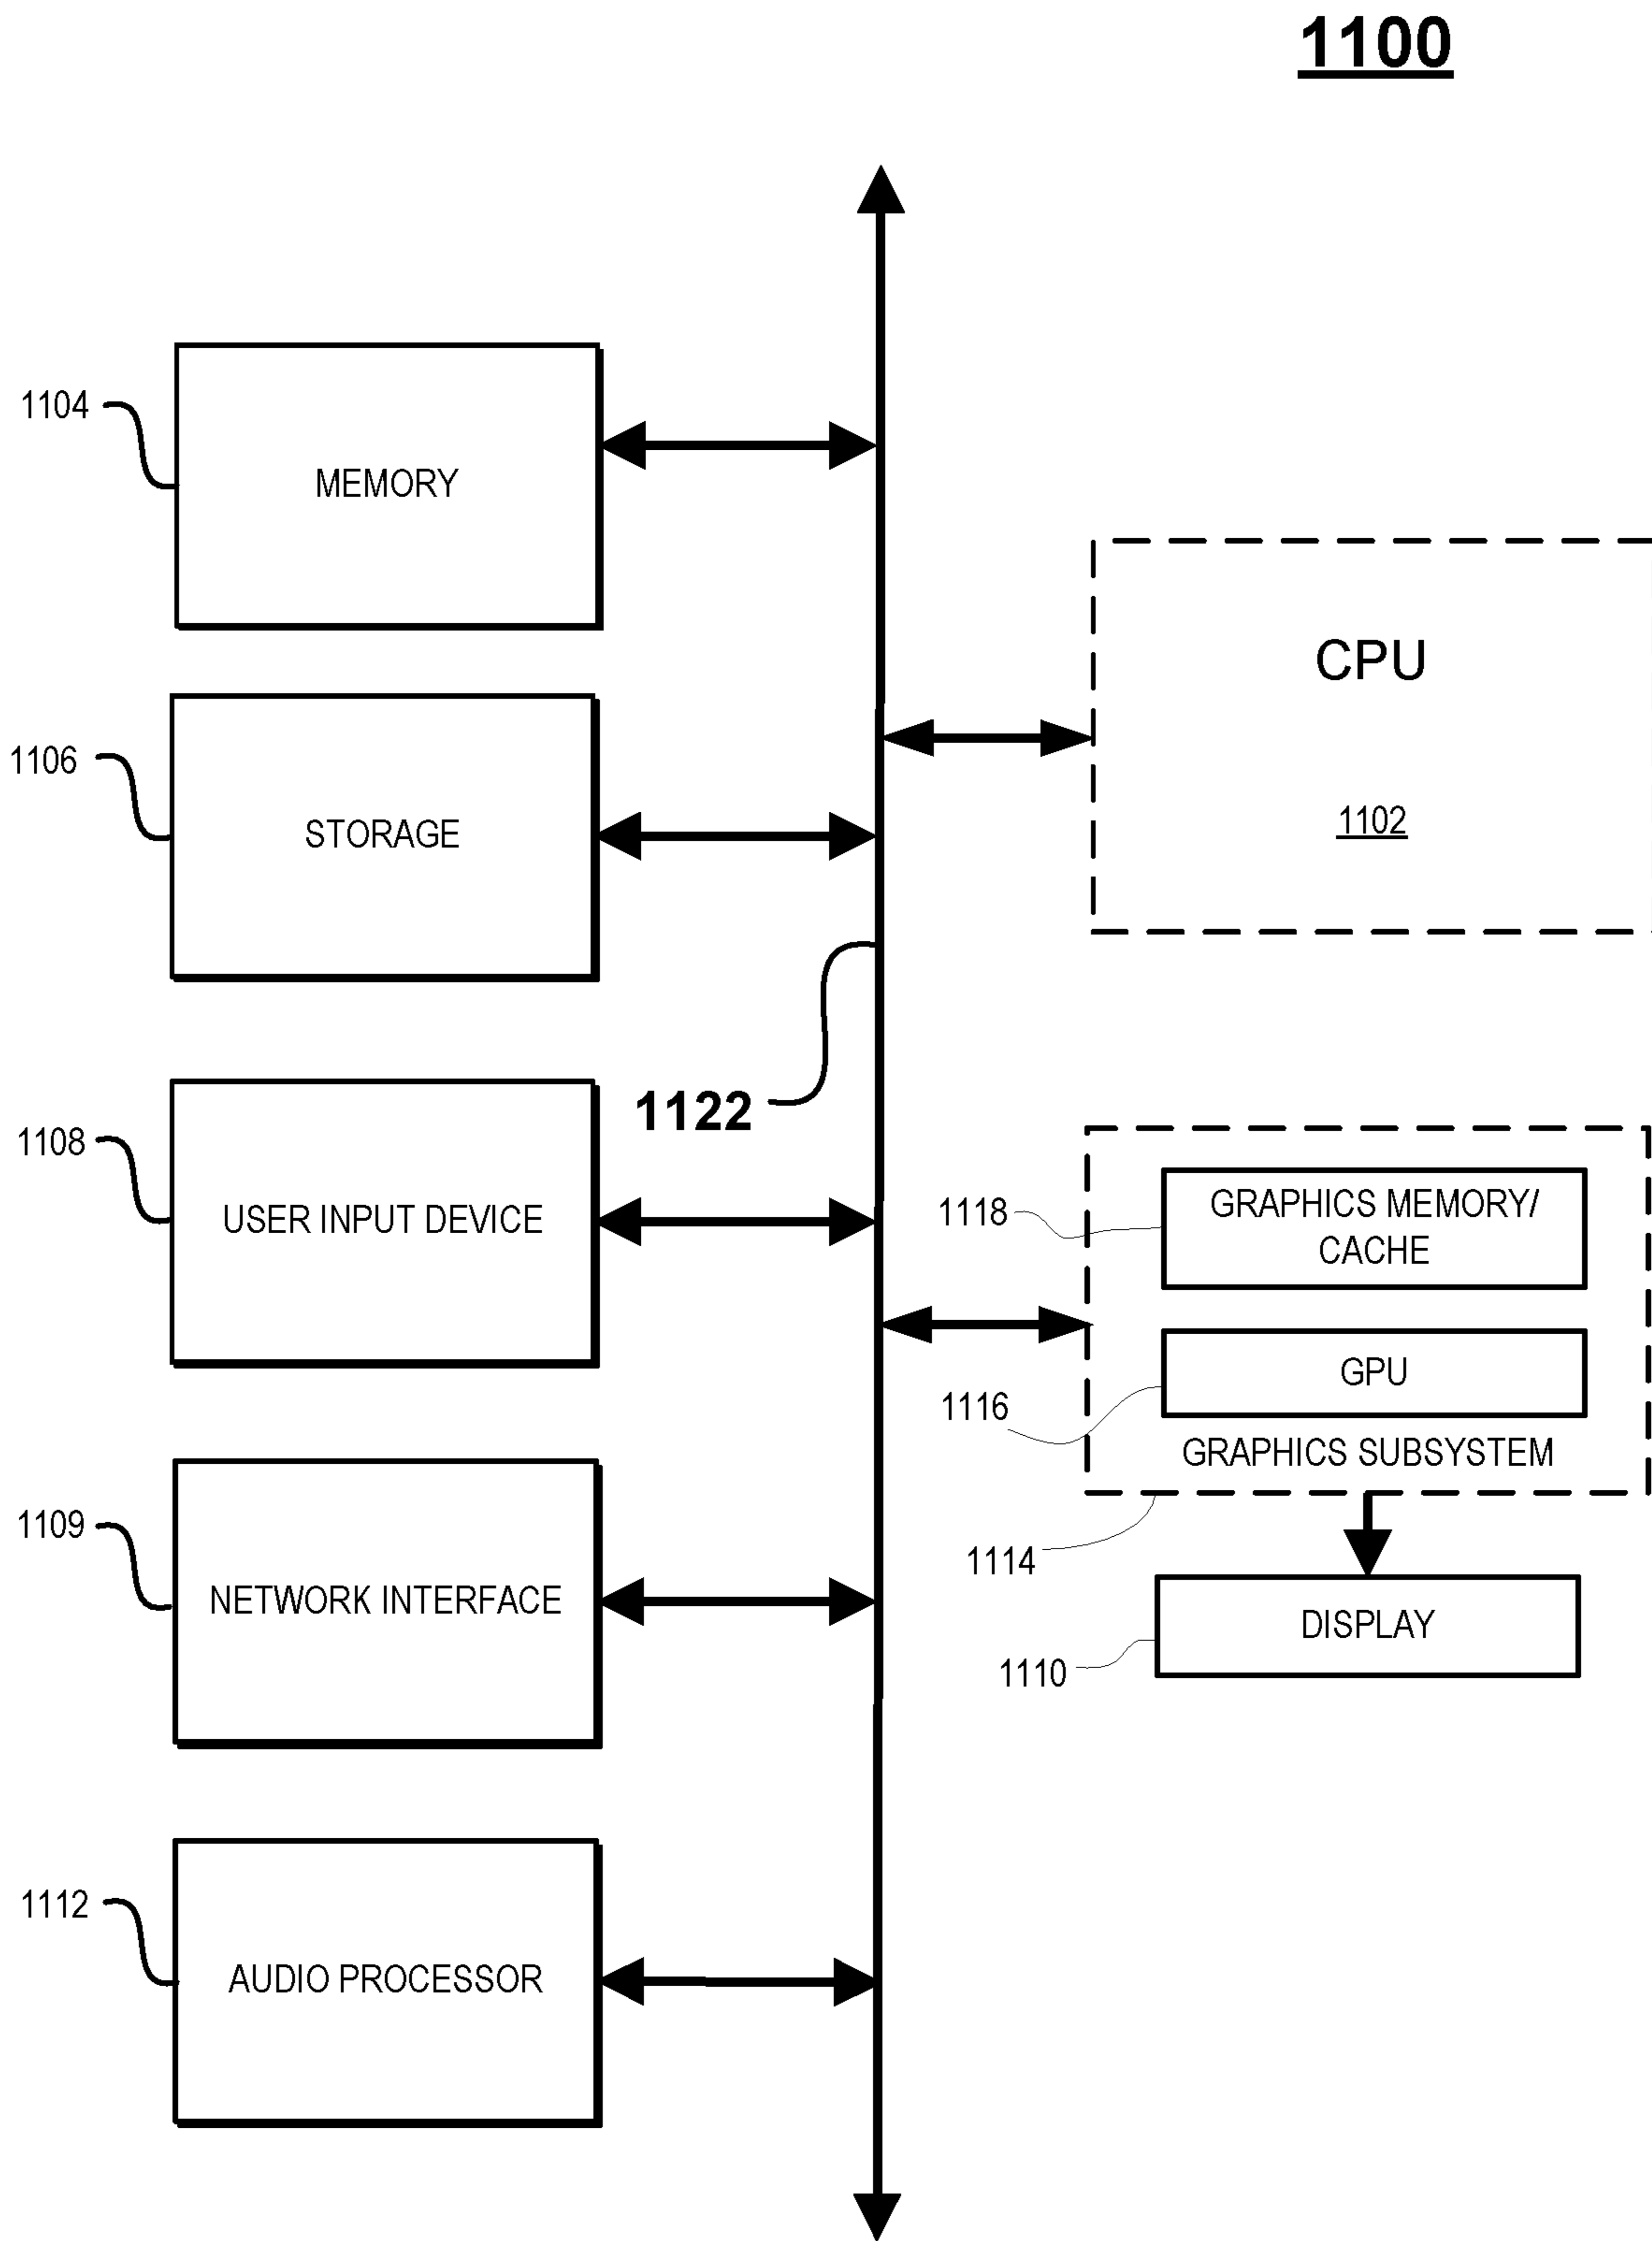 1100
1104
MEMORY
CPU
1102
1106
STORAGE
1122
1108
USER INPUT DEVICE
1118
GRAPHICS MEMORY/
CACHE
1116
GPU
GRAPHICS SUBSYSTEM
1114
1109
NETWORK INTERFACE
DISPLAY
1110
1112
AUDIO PROCESSOR